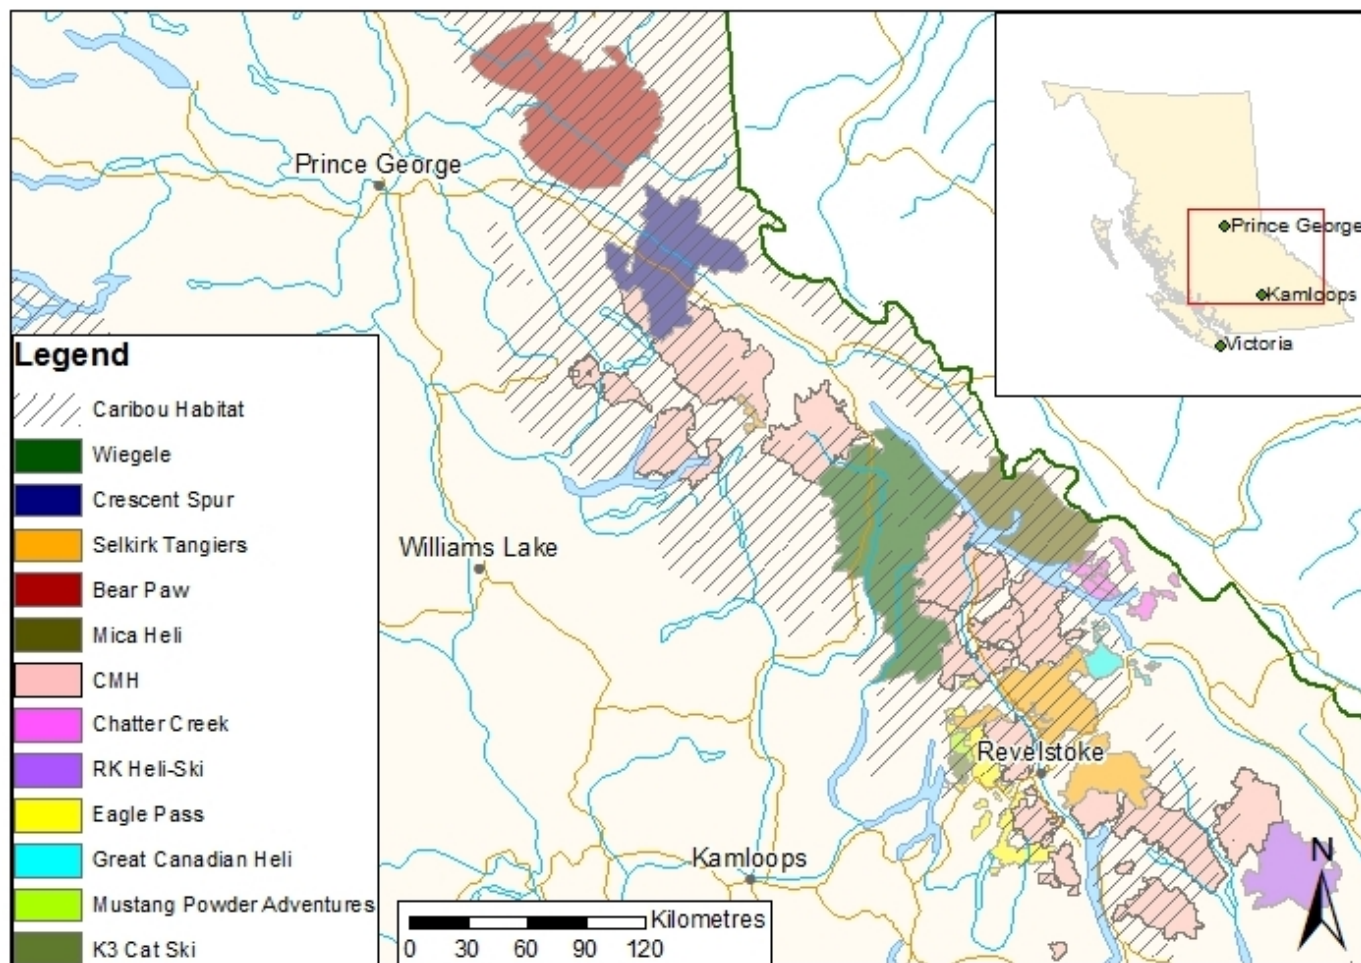 Prince George
Prince George
Kamloops
Victoria
Legend
Caribou Habitat
Wiegele
Crescent Spur
Selkirk Tangiers
Bear Paw
Mica Heli
CMH
Chatter Creek
RK Heli-Ski
Eagle Pass
Great Canadian Heli
Mustang Powder Adventures
K3 Cat Ski
Williams Lake
Revelstoke
Kamloops
N
Kilometres
0 30 60 90 120